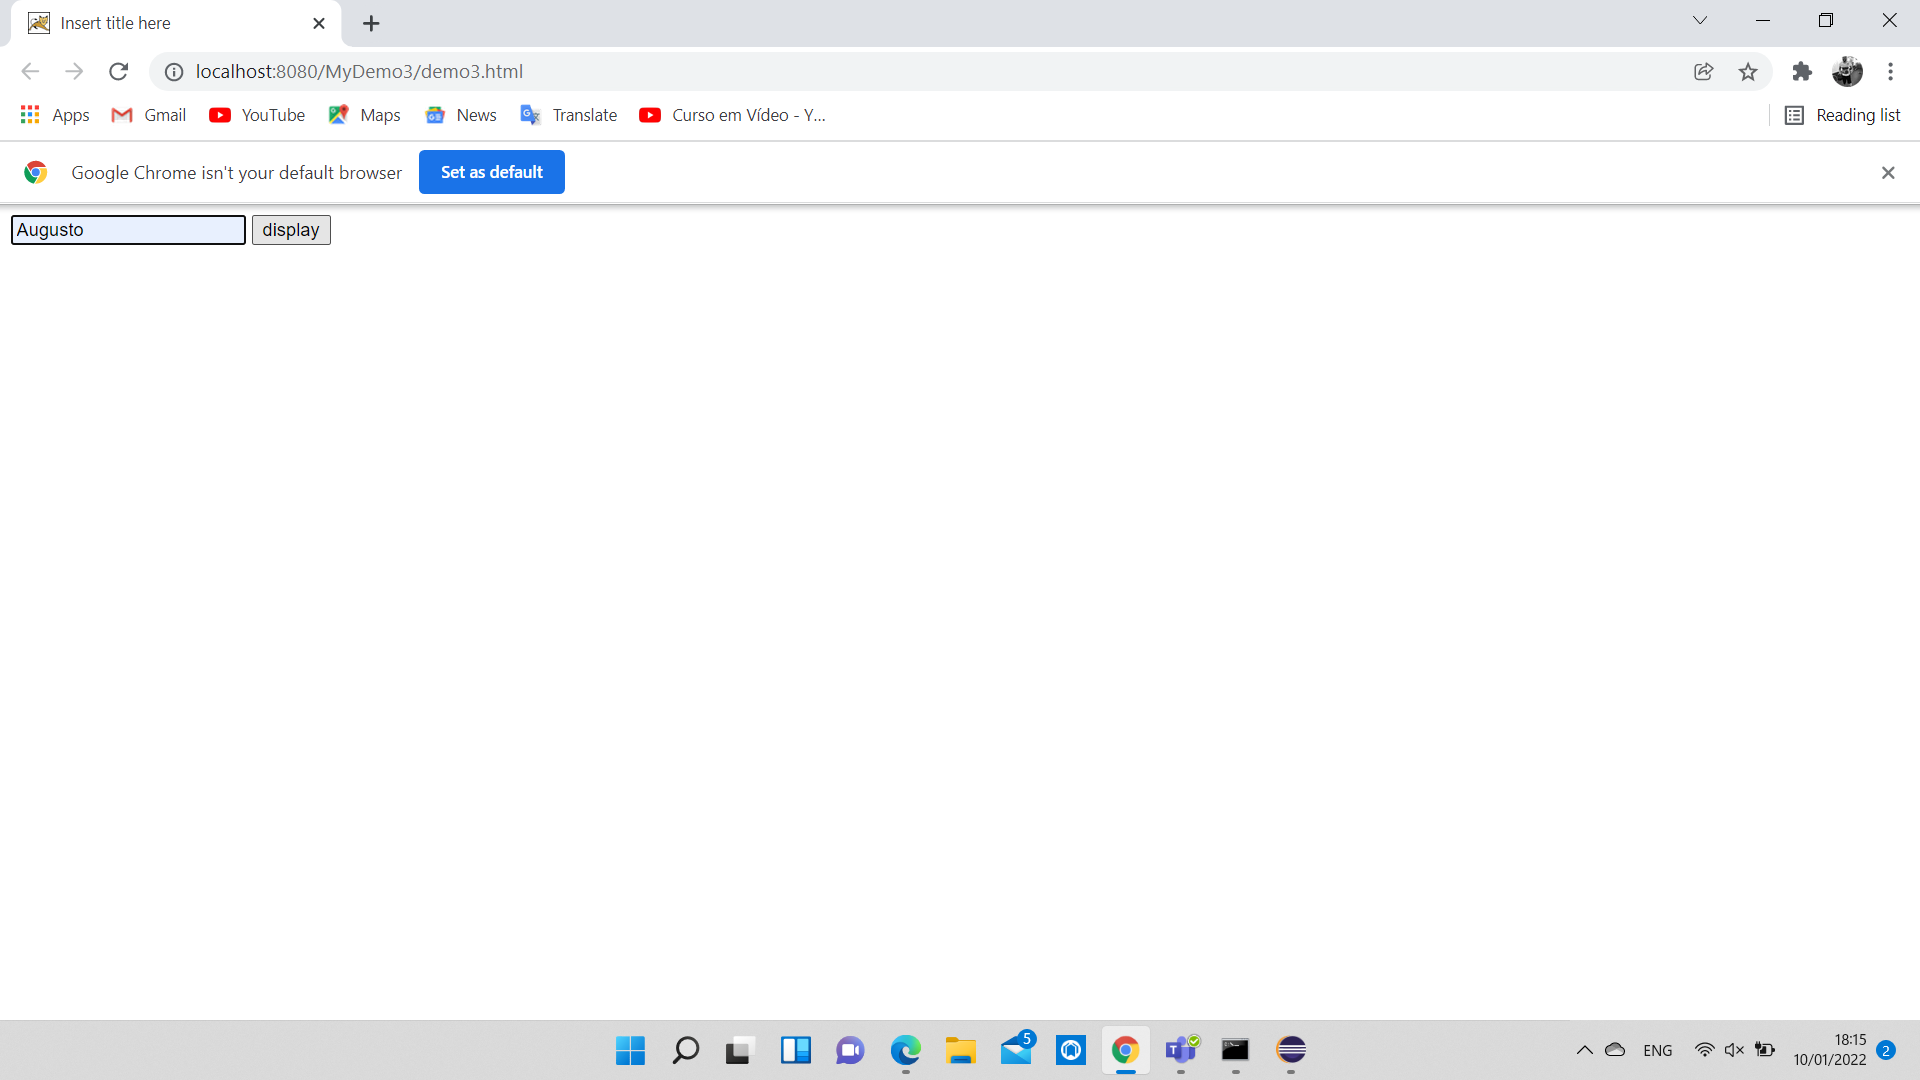 Insert title here
localhost:8080/MyDemo3/demo3.html
Apps Gmail YouTube Maps News Translate Curso em Vídeo - Y... Reading list
Google Chrome isn't your default browser Set as default
Augusto display
5
ENG 18:15
10/01/2022 2